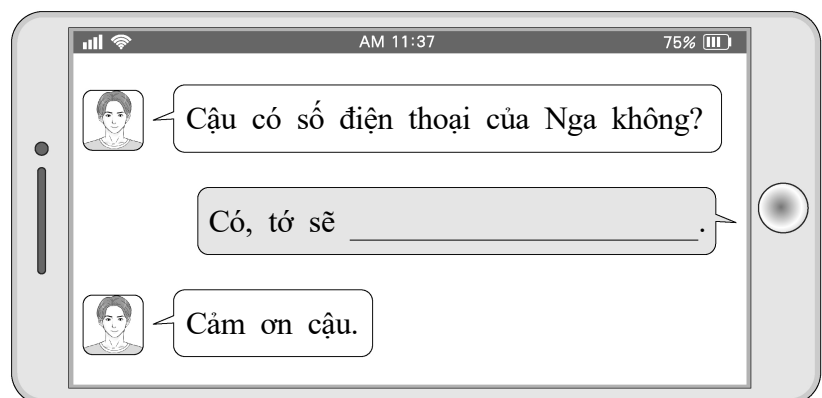 AM 11:37
75%
Cậu có số điện thoại của Nga không?
Có, tớ sẽ ____________________.
Cảm ơn cậu.